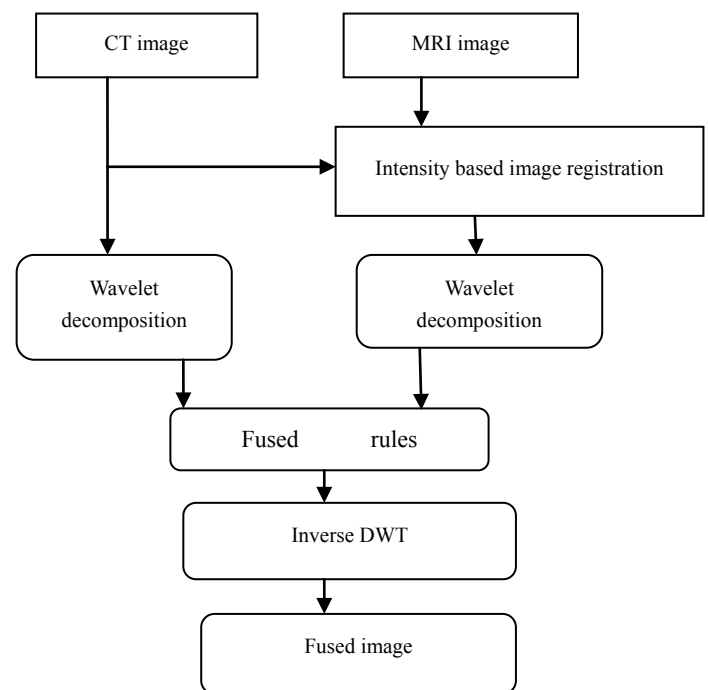 CT image
MRI image
Intensity based image registration
Wavelet
decomposition
Wavelet
decomposition
Fused rules
Inverse DWT
Fused image